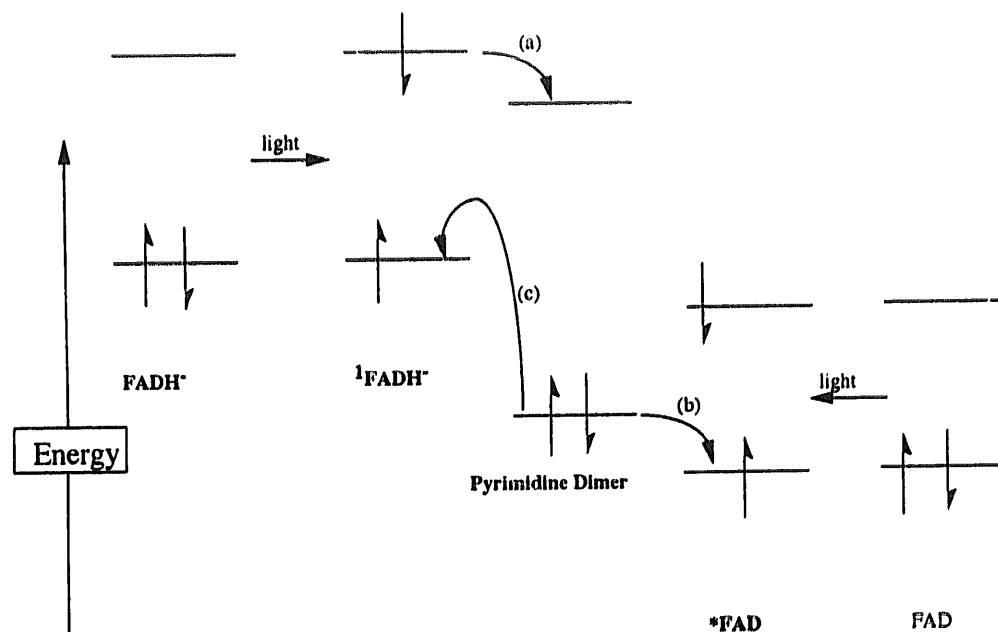 (a)
light
(c)
FADH-
¹FADH-
light
(b)
Energy
Pyrimidine Dimer
*FAD
FAD